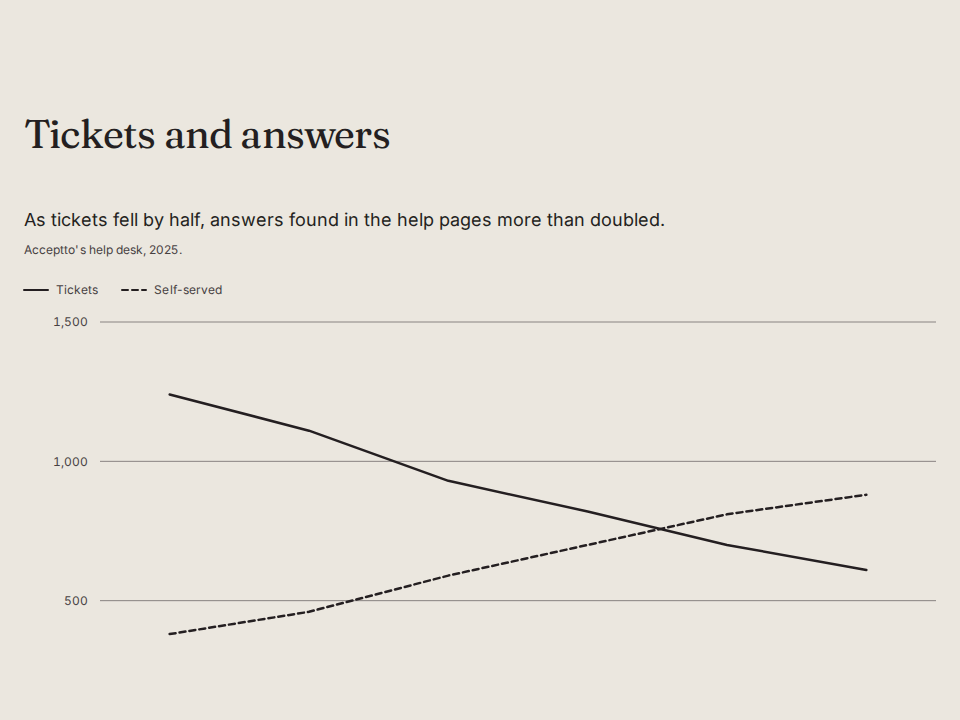 Tickets and answers
As tickets fell by half, answers found in the help pages more than doubled.
Acceptto's help desk, 2025.
Tickets Self-served
1,500
1,000
500